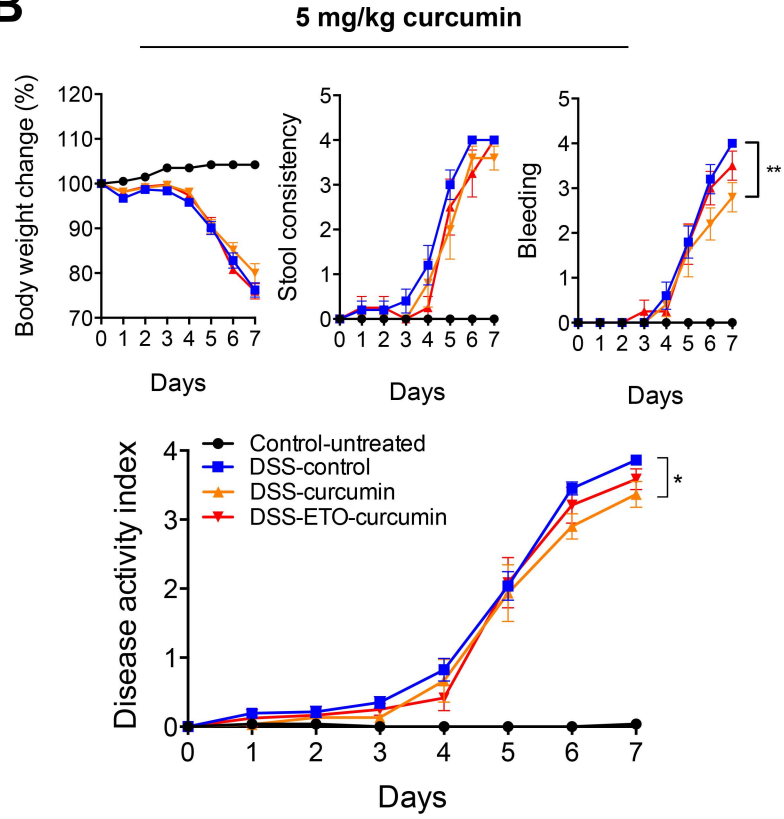 B
5 mg/kg curcumin
Body weight change (%)
120
110
100
90
80
70
0 1 2 3 4 5 6 7
Days
Stool consistency
5
4
3
2
1
0
0 1 2 3 4 5 6 7
Days
Bleeding
5
4
3
2
1
0
0 1 2 3 4 5 6 7
Days
**
Disease activity index
4
3
2
1
0
0 1 2 3 4 5 6 7
Days
Control-untreated
DSS-control
DSS-curcumin
DSS-ETO-curcumin
*